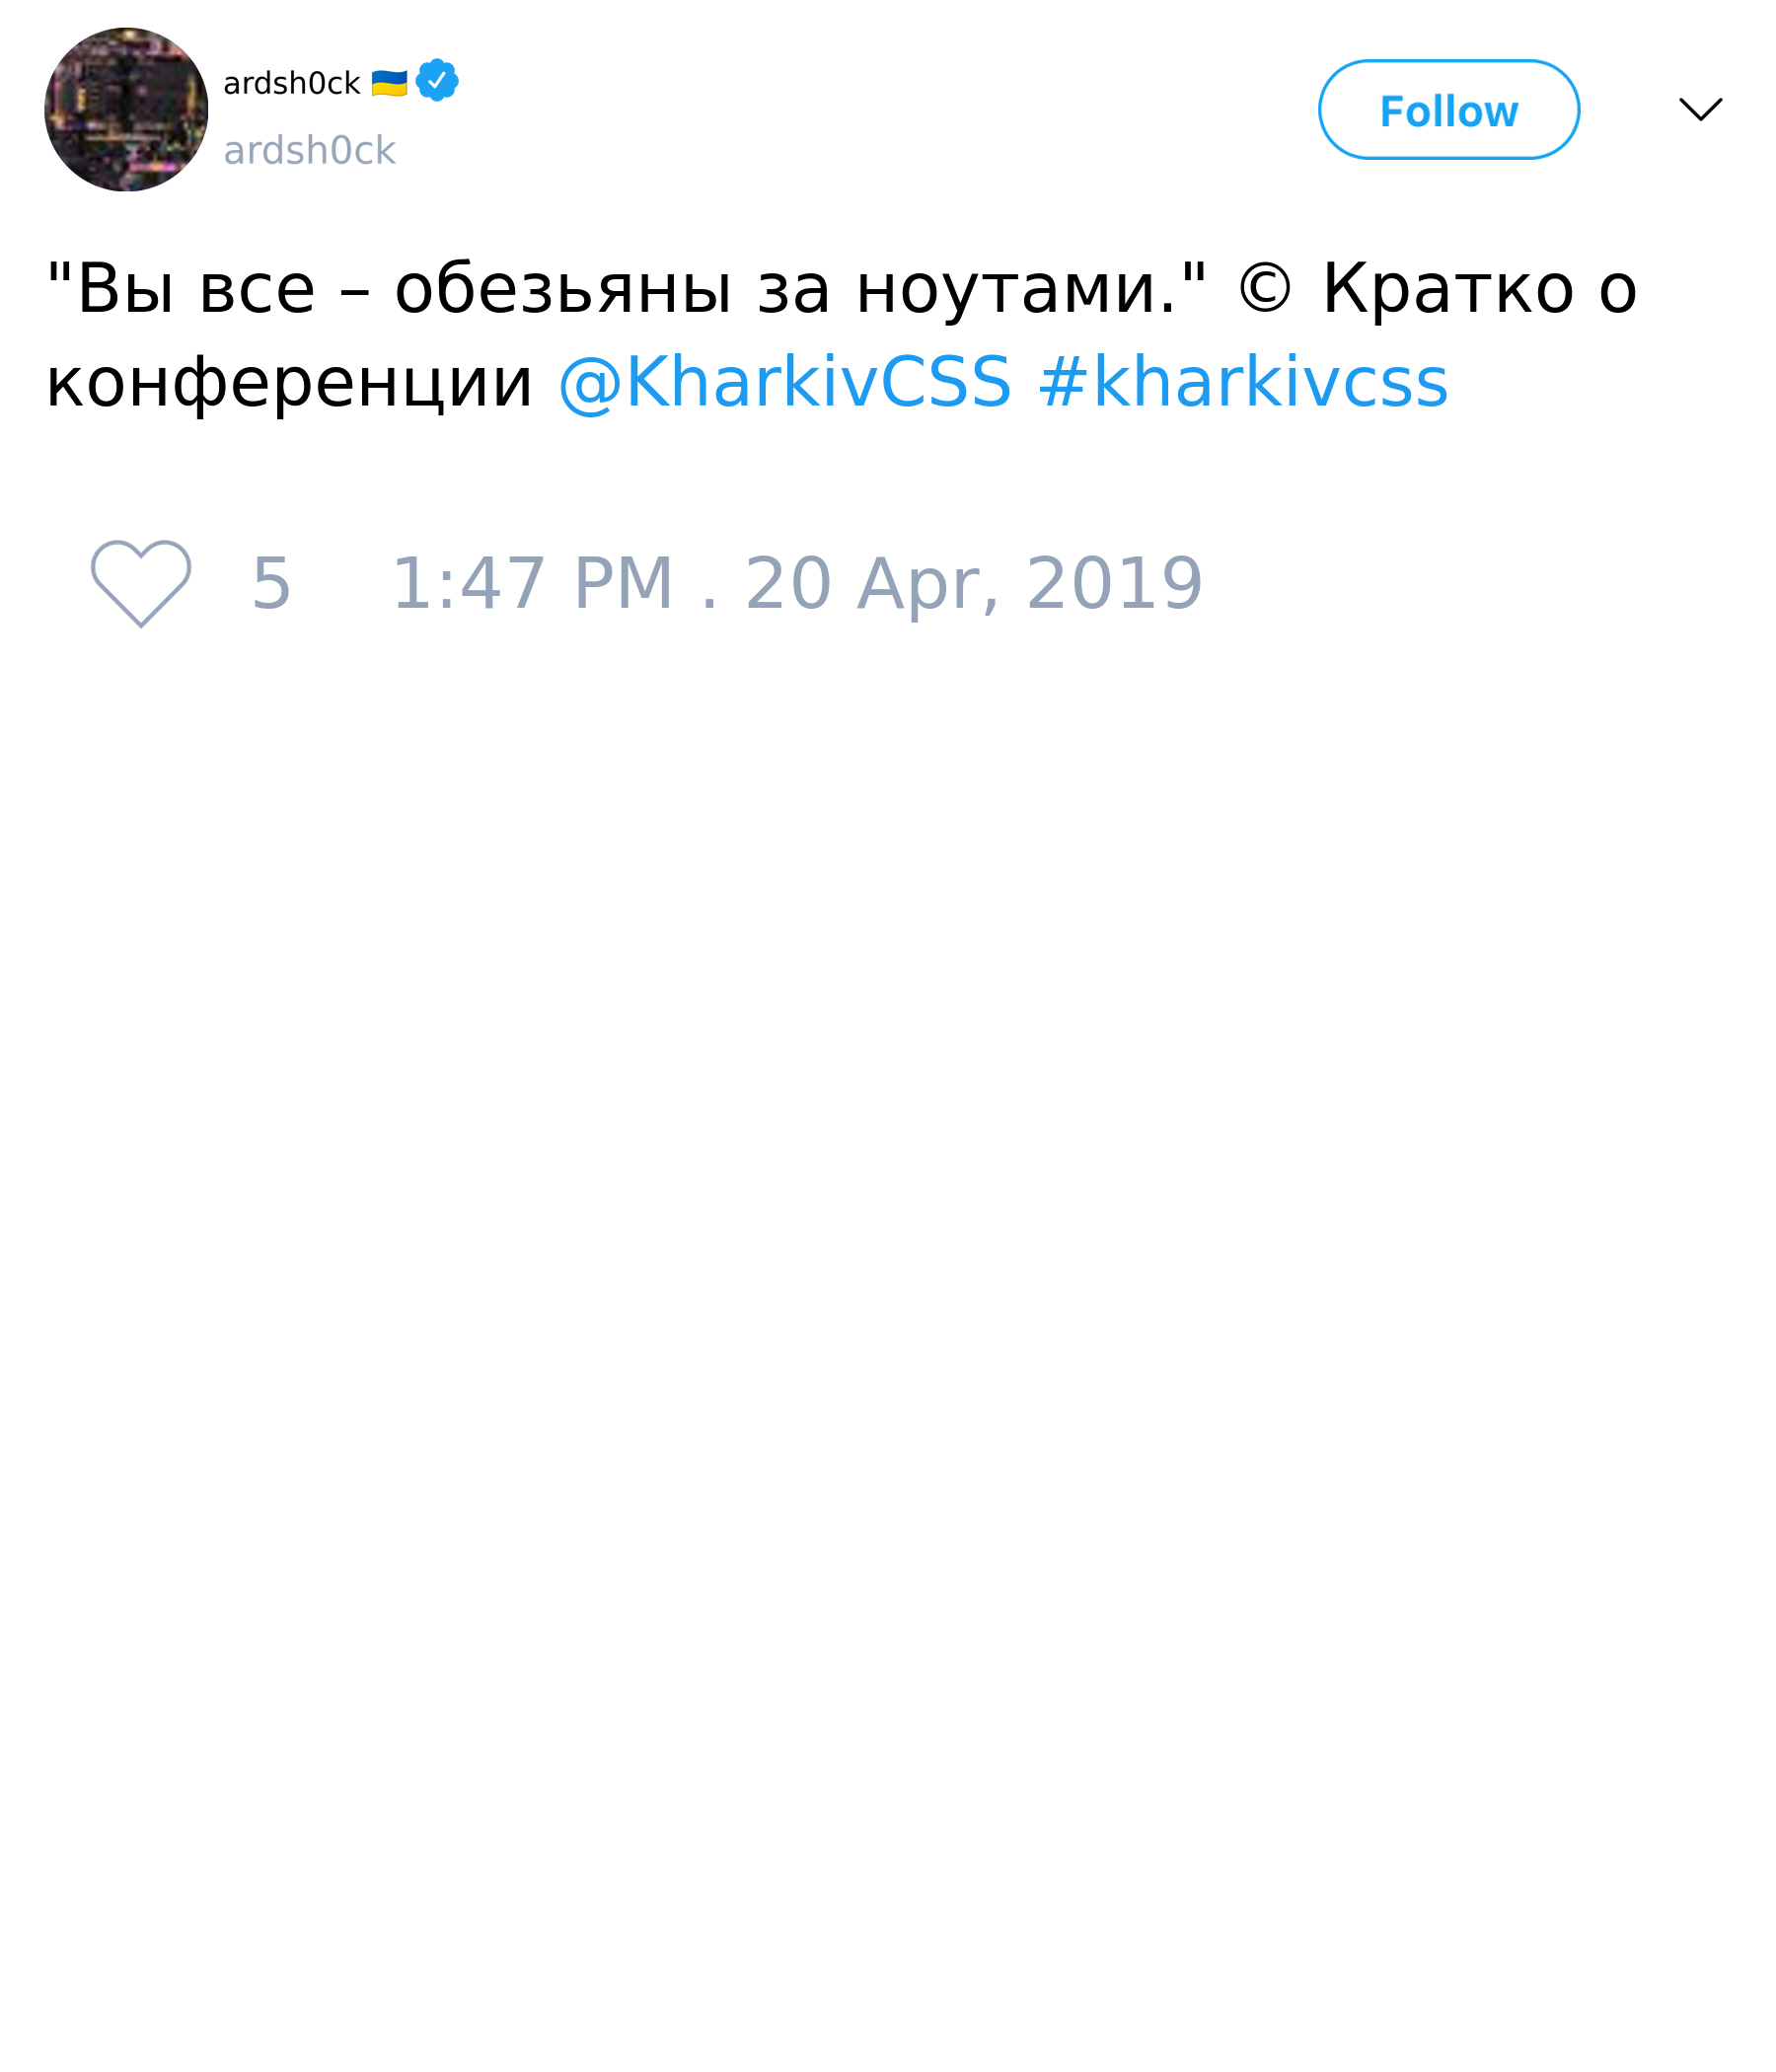 ardsh0ck 🇺🇦
ardsh0ck
Follow
"Вы все – обезьяны за ноутами." © Кратко о
конференции @KharkivCSS #kharkivcss
5 1:47 PM . 20 Apr, 2019